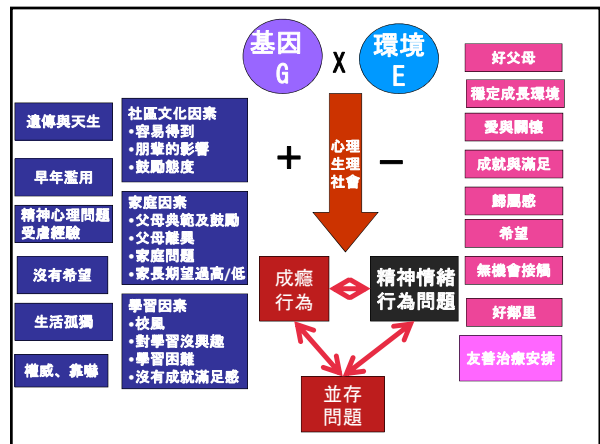 基因
G
X
環境
E
遺傳與天生
早年濫用
精神心理問題
受虐經驗
沒有希望
生活孤獨
權威、靠嚇
社區文化因素
•容易得到
•朋輩的影響
•鼓勵態度
家庭因素
•父母典範及鼓勵
•父母離異
•家庭問題
•家長期望過高/低
學習因素
•校風
•對學習沒興趣
•學習困難
•沒有成就滿足感
+
心理
生理
社會
−
成癮
行為
精神情緒
行為問題
並存
問題
好父母
穩定成長環境
愛與關懷
成就與滿足
歸屬感
希望
無機會接觸
好鄰里
友善治療安排